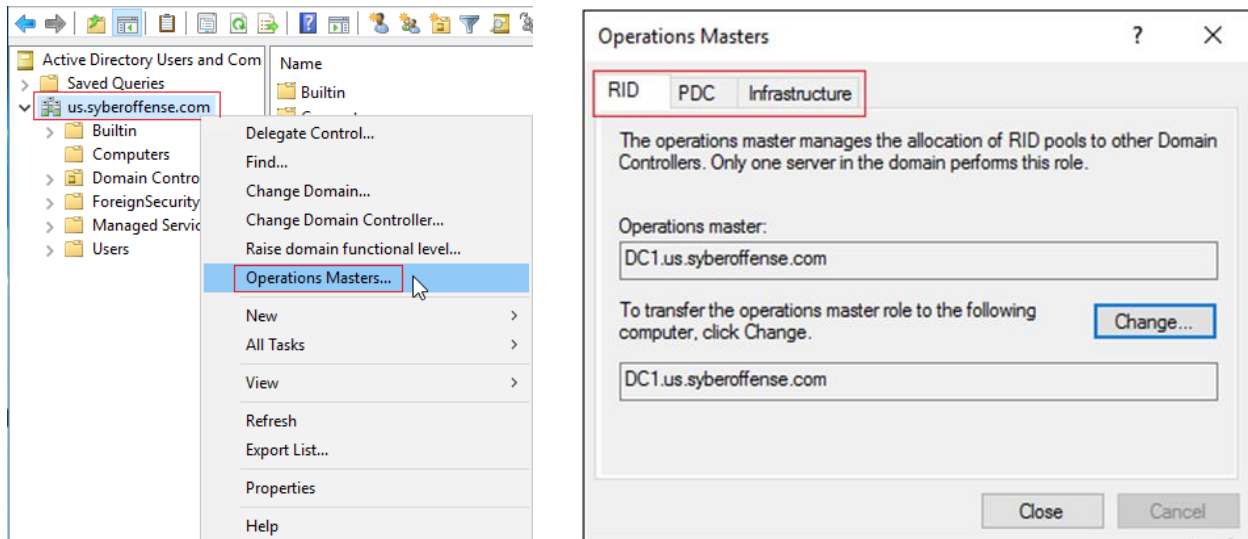 Active Directory Users and Com
Saved Queries
us.syberoffense.com
Builtin
Computers
Domain Contro
ForeignSecurity
Managed Servic
Users
Name
Builtin
Delegate Control...
Find...
Change Domain...
Change Domain Controller...
Raise domain functional level...
Operations Masters...
New
All Tasks
View
Refresh
Export List...
Properties
Help
Operations Masters
RID PDC Infrastructure
The operations master manages the allocation of RID pools to other Domain
Controllers. Only one server in the domain performs this role.
Operations master:
DC1.us.syberoffense.com
To transfer the operations master role to the following
computer, click Change.
Change...
DC1.us.syberoffense.com
Close Cancel